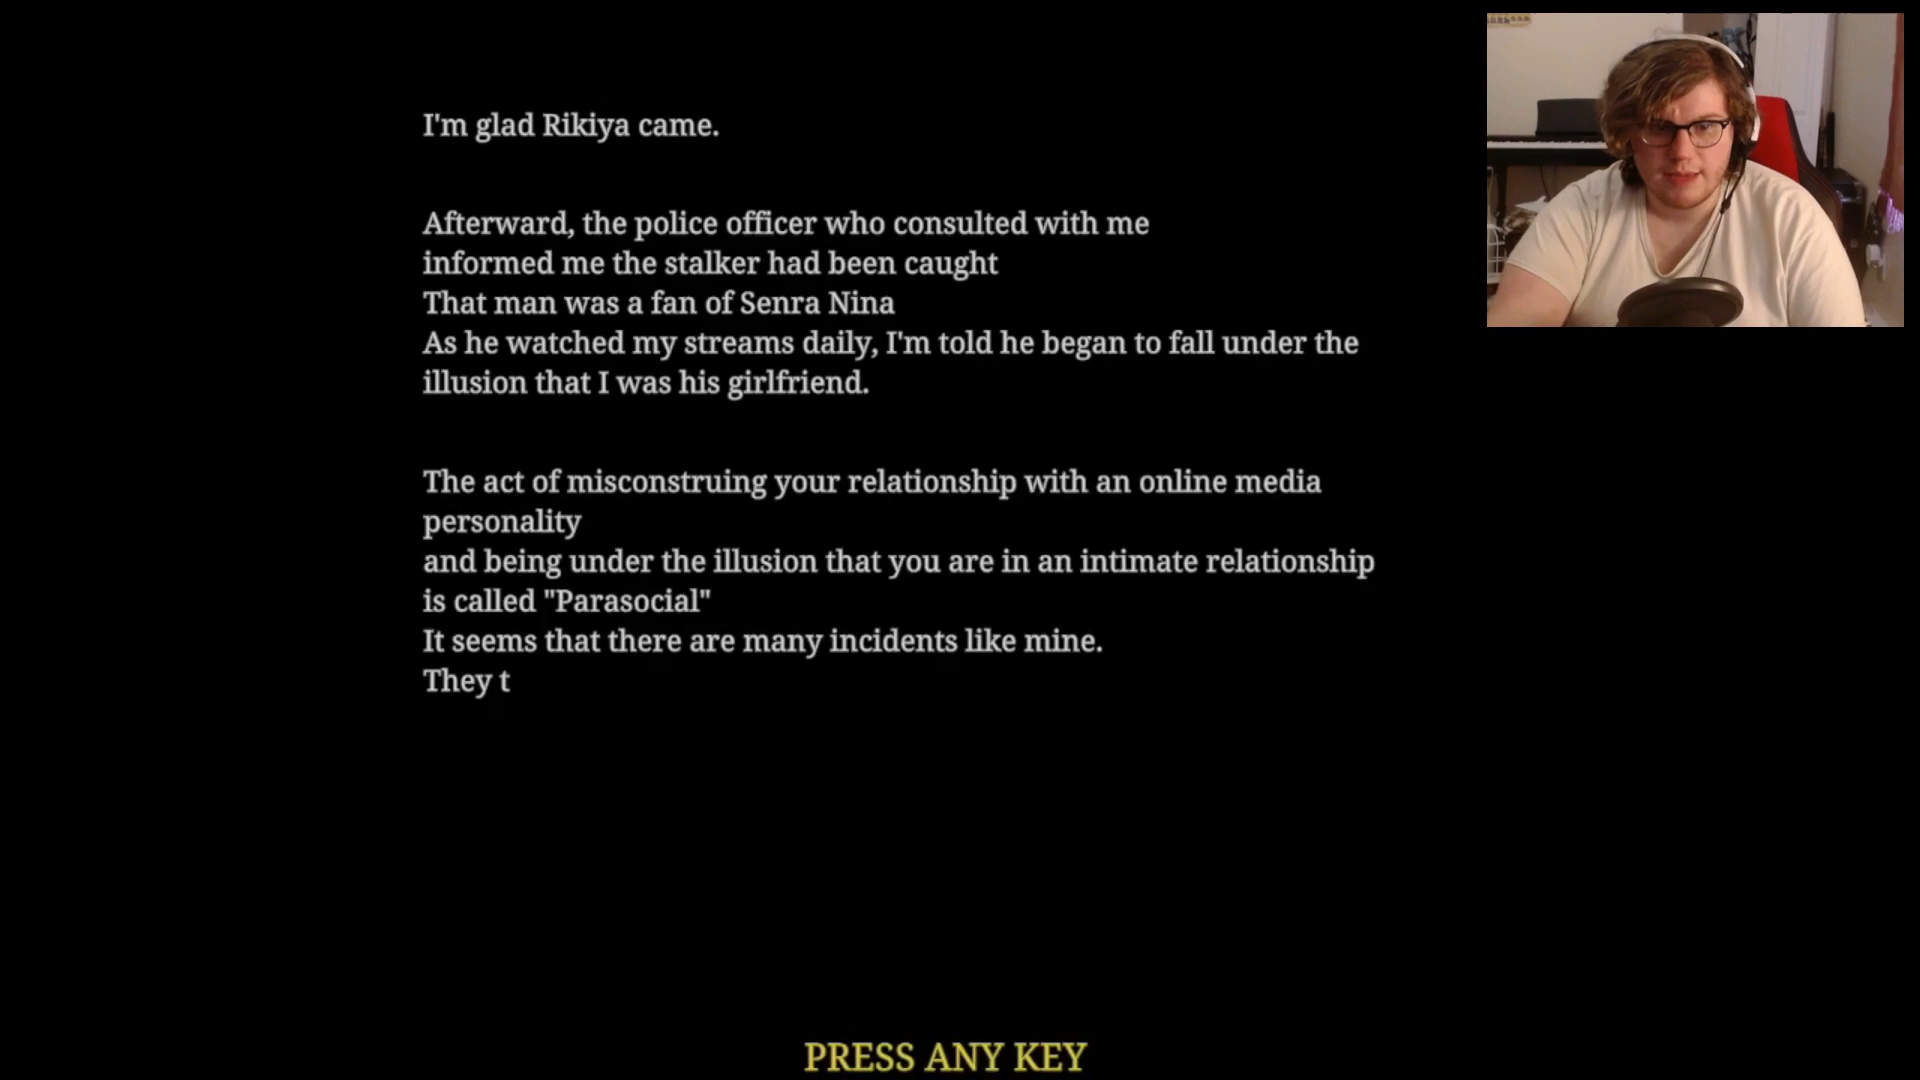 I'm glad Rikiya came.
Afterward, the police officer who consulted with me
informed me the stalker had been caught
That man was a fan of Senra Nina
As he watched my streams daily, I'm told he began to fall under the
illusion that I was his girlfriend.
The act of misconstruing your relationship with an online media
personality
and being under the illusion that you are in an intimate relationship
is called "Parasocial"
It seems that there are many incidents like mine.
They t
PRESS ANY KEY